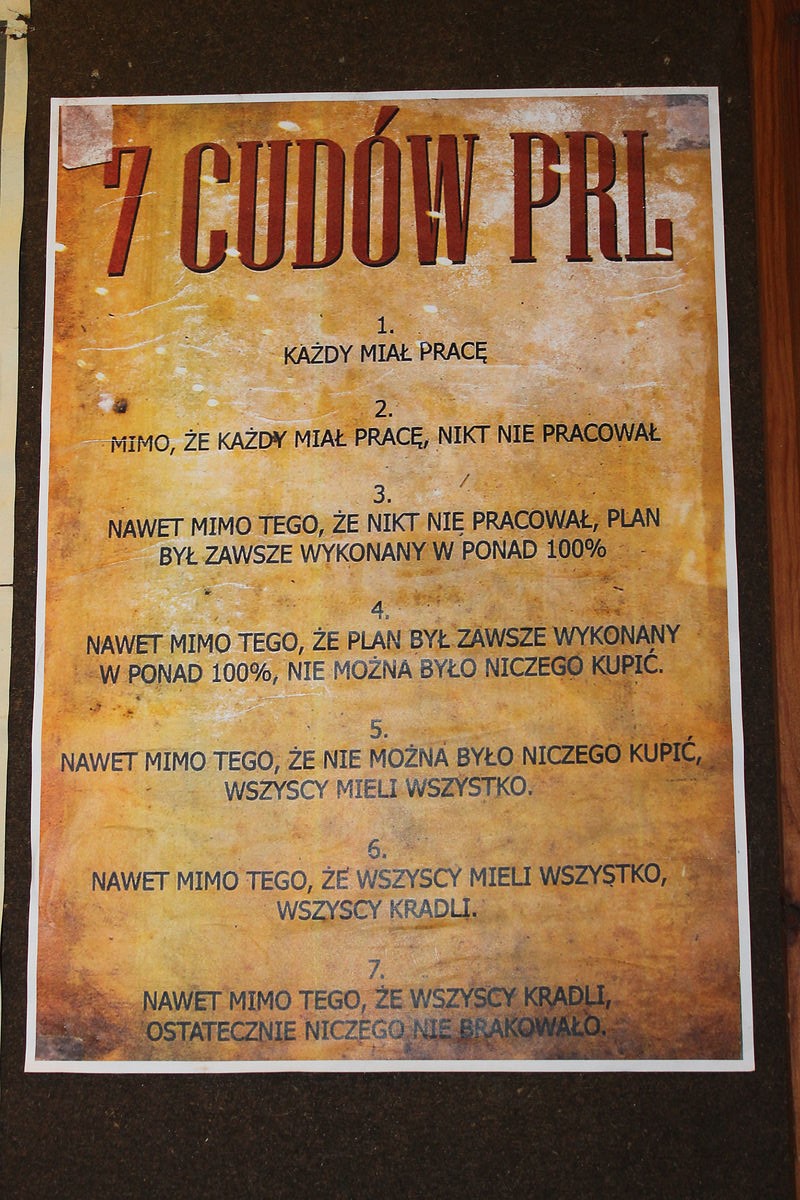 7 CUDÓW PRL
1.
KAŻDY MIAŁ PRACĘ
2.
MIMO, ŻE KAŻDY MIAŁ PRACĘ, NIKT NIE PRACOWAŁ
3.
NAWET MIMO TEGO, ŻE NIKT NIE PRACOWAŁ, PLAN
BYŁ ZAWSZE WYKONANY W PONAD 100%
4.
NAWET MIMO TEGO, ŻE PLAN BYŁ ZAWSZE WYKONANY
W PONAD 100%, NIE MOŻNA BYŁO NICZEGO KUPIĆ.
5.
NAWET MIMO TEGO, ŻE NIE MOŻNA BYŁO NICZEGO KUPIĆ,
WSZYSCY MIELI WSZYSTKO.
6.
NAWET MIMO TEGO, ŻE WSZYSCY MIELI WSZYSTKO,
WSZYSCY KRADLI.
7.
NAWET MIMO TEGO, ŻE WSZYSCY KRADLI,
OSTATECZNIE NICZEGO NIE BRAKOWAŁO.